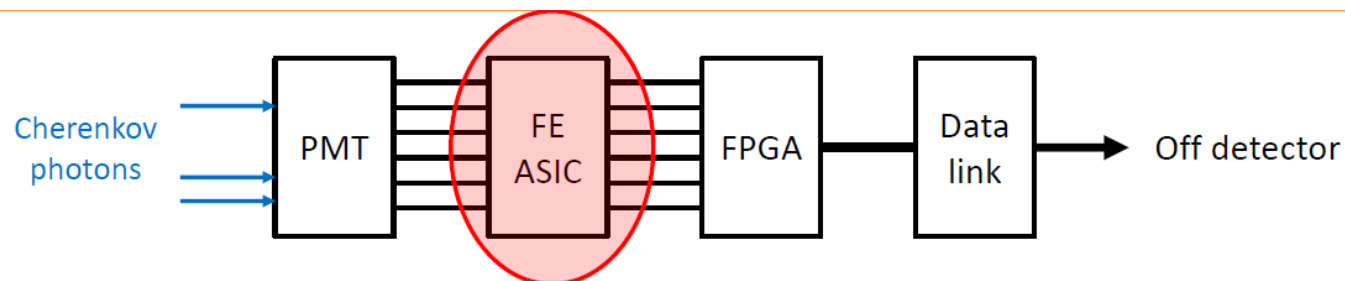 Cherenkov
photons
PMT
FE
ASIC
FPGA
Data
link
Off detector